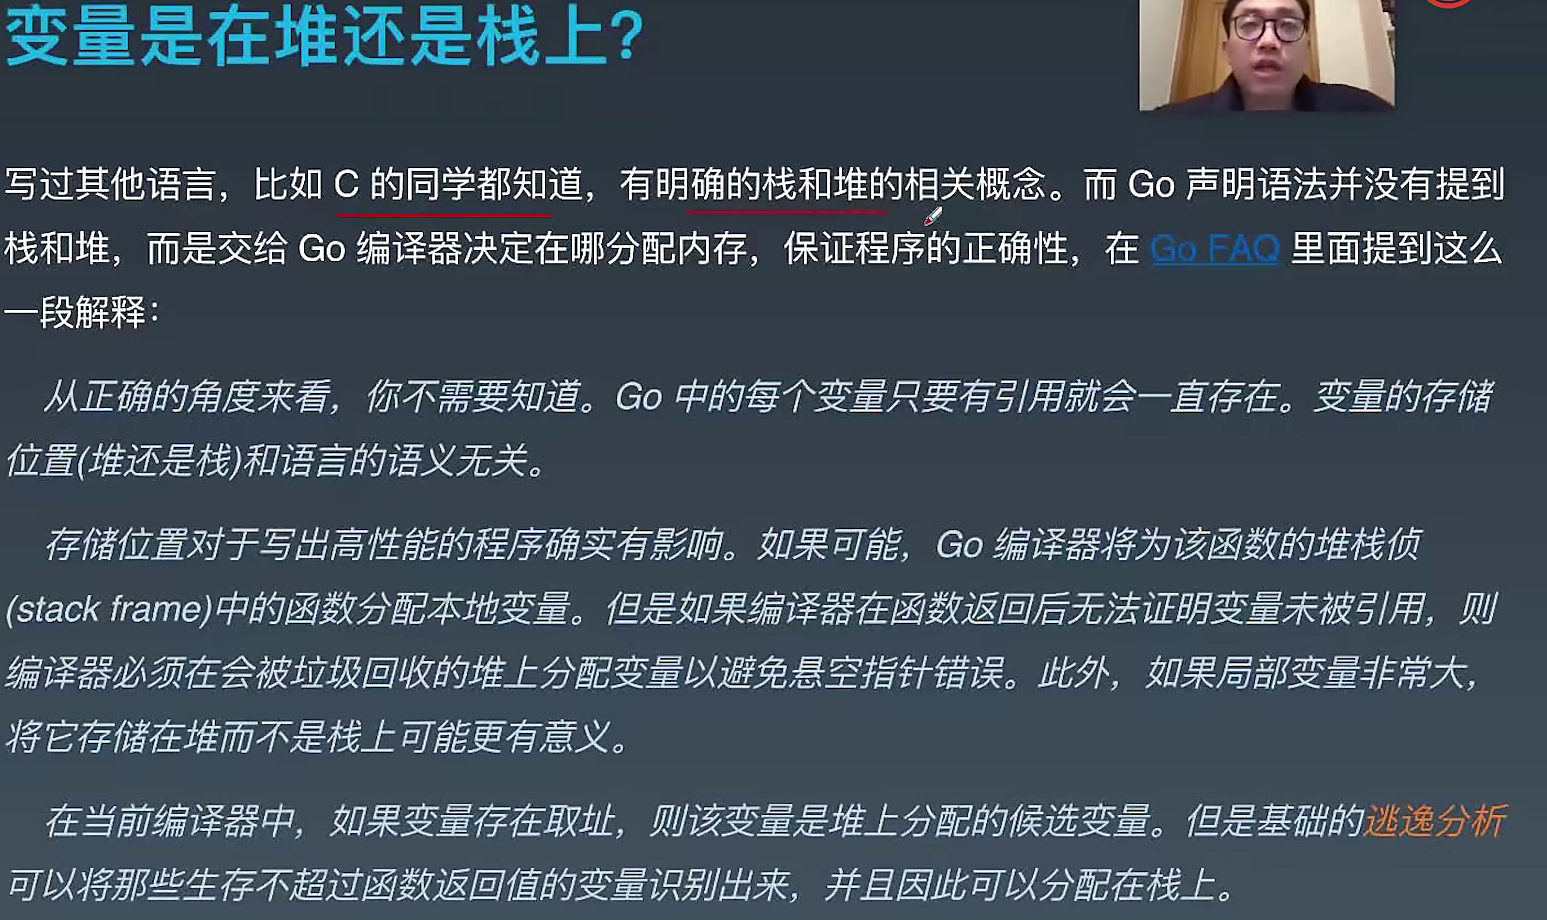 变量是在堆还是栈上？
写过其他语言，比如 C 的同学都知道，有明确的栈和堆的相关概念。而 Go 声明语法并没有提到
栈和堆，而是交给 Go 编译器决定在哪分配内存，保证程序的正确性，在 Go FAQ 里面提到这么
一段解释：
从正确的角度来看，你不需要知道。Go 中的每个变量只要有引用就会一直存在。变量的存储
位置(堆还是栈)和语言的语义无关。
存储位置对于写出高性能的程序确实有影响。如果可能，Go 编译器将为该函数的堆栈侦
(stack frame)中的函数分配本地变量。但是如果编译器在函数返回后无法证明变量未被引用，则
编译器必须在会被垃圾回收的堆上分配变量以避免悬空指针错误。此外，如果局部变量非常大，
将它存储在堆而不是栈上可能更有意义。
在当前编译器中，如果变量存在取址，则该变量是堆上分配的候选变量。但是基础的逃逸分析
可以将那些生存不超过函数返回值的变量识别出来，并且因此可以分配在栈上。